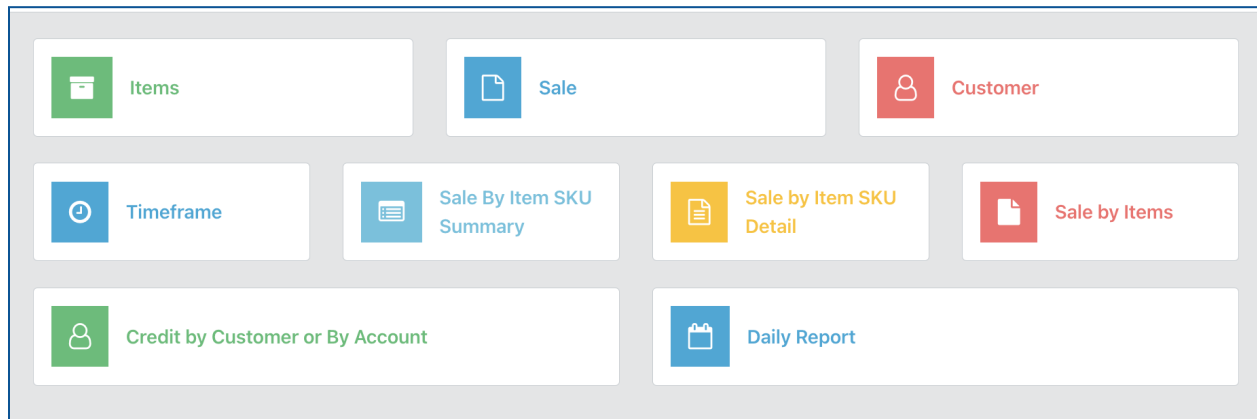 Items
Sale
Customer
Timeframe
Sale By Item SKU
Summary
Sale by Item SKU
Detail
Sale by Items
Credit by Customer or By Account
Daily Report